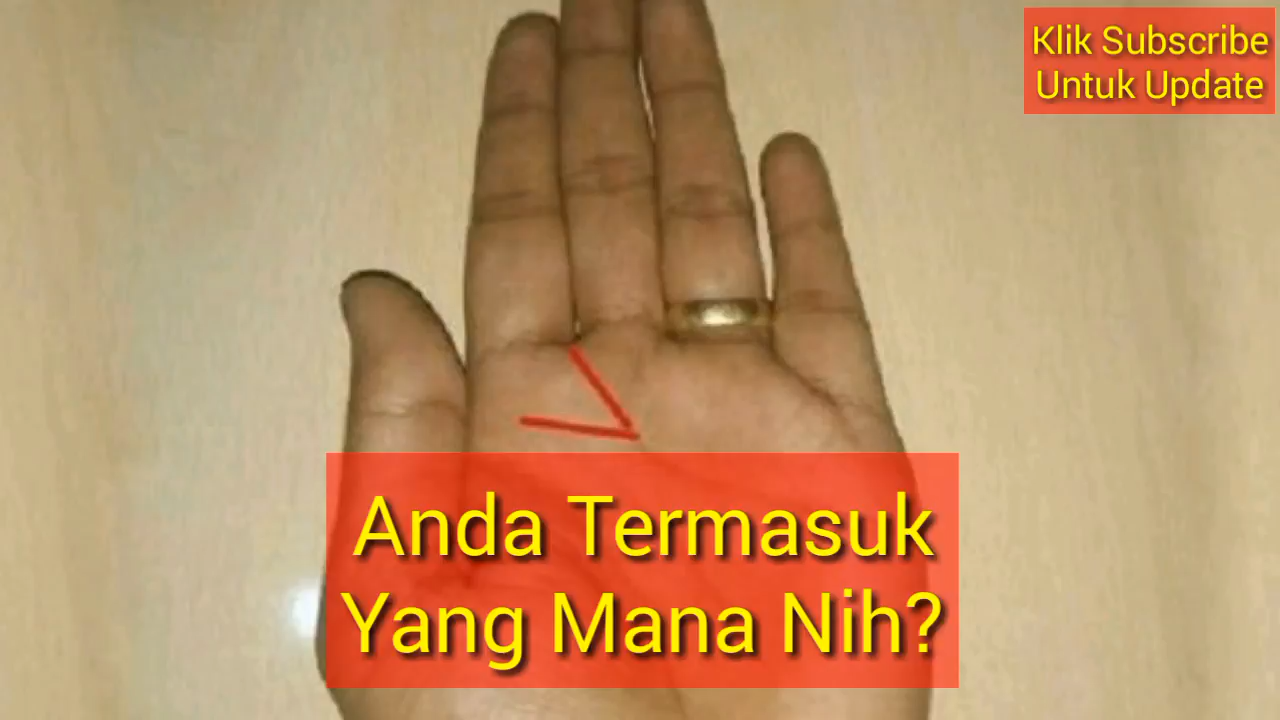 Klik Subscribe
Untuk Update
Anda Termasuk
Yang Mana Nih?